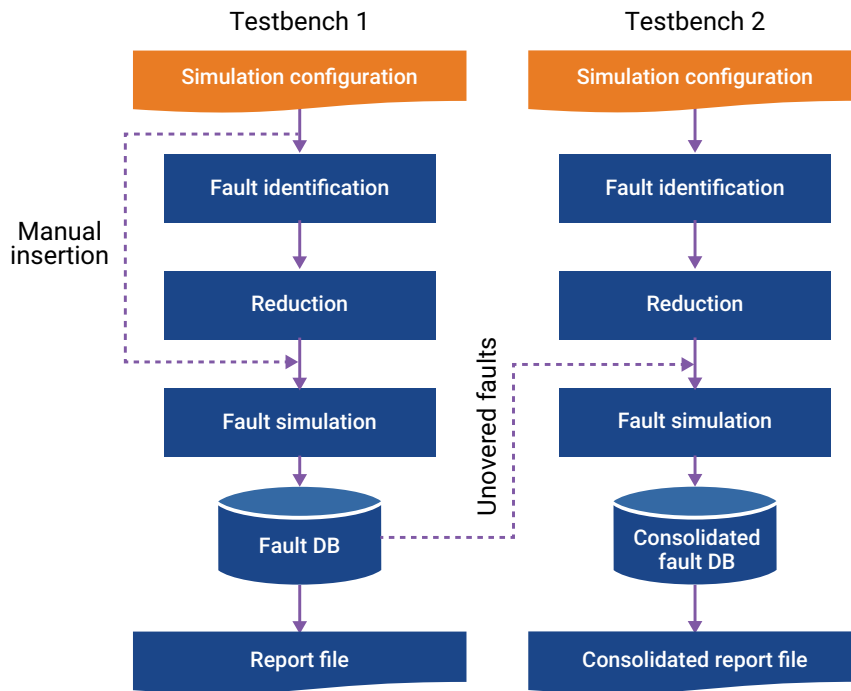 Testbench 1
Simulation configuration
Fault identification
Manual
insertion
Reduction
Fault simulation
Fault DB
Report file
Unovered faults
Testbench 2
Simulation configuration
Fault identification
Reduction
Fault simulation
Consolidated
fault DB
Consolidated report file